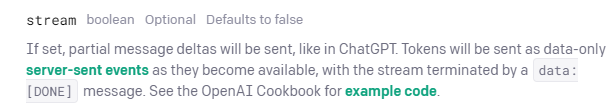 stream boolean Optional Defaults to false
If set, partial message deltas will be sent, like in ChatGPT. Tokens will be sent as data-only
server-sent events as they become available, with the stream terminated by a data:
[DONE] message. See the OpenAI Cookbook for example code.